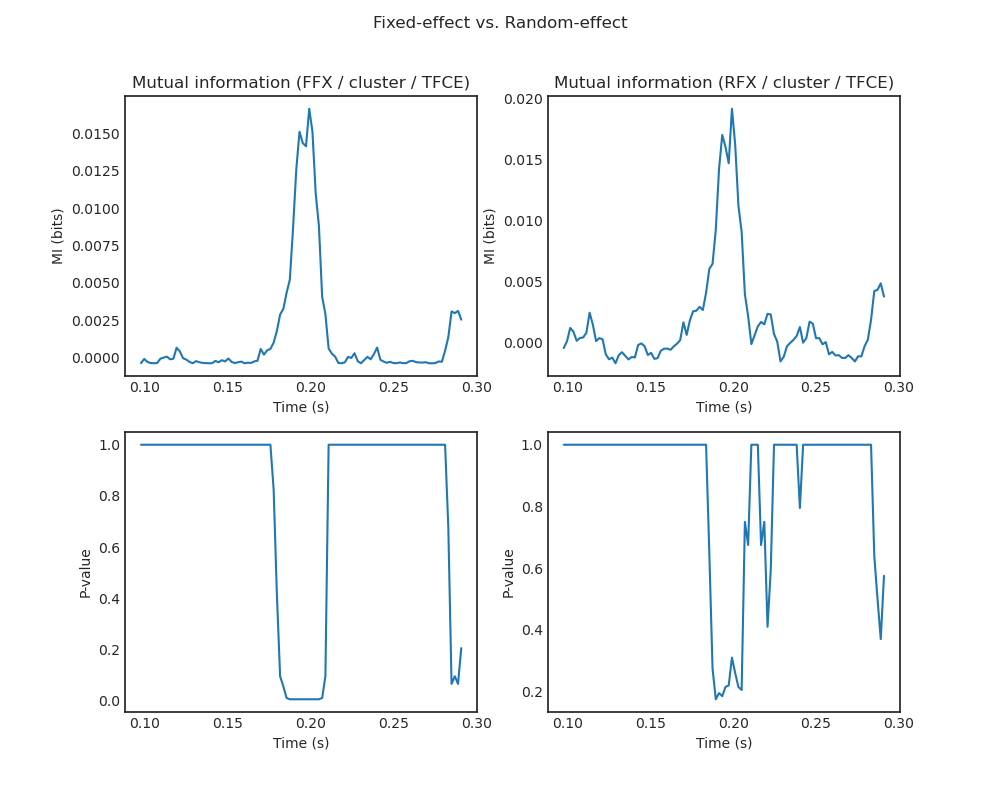 Fixed-effect vs. Random-effect
Mutual information (FFX / cluster / TFCE)
MI (bits)
0.0150
0.0125
0.0100
0.0075
0.0050
0.0025
0.0000
0.10 0.15 0.20 0.25 0.30
Time (s)
Mutual information (RFX / cluster / TFCE)
MI (bits)
0.020
0.015
0.010
0.005
0.000
0.10 0.15 0.20 0.25 0.30
Time (s)
P-value
1.0
0.8
0.6
0.4
0.2
0.0
0.10 0.15 0.20 0.25 0.30
Time (s)
P-value
1.0
0.8
0.6
0.4
0.2
0.10 0.15 0.20 0.25 0.30
Time (s)